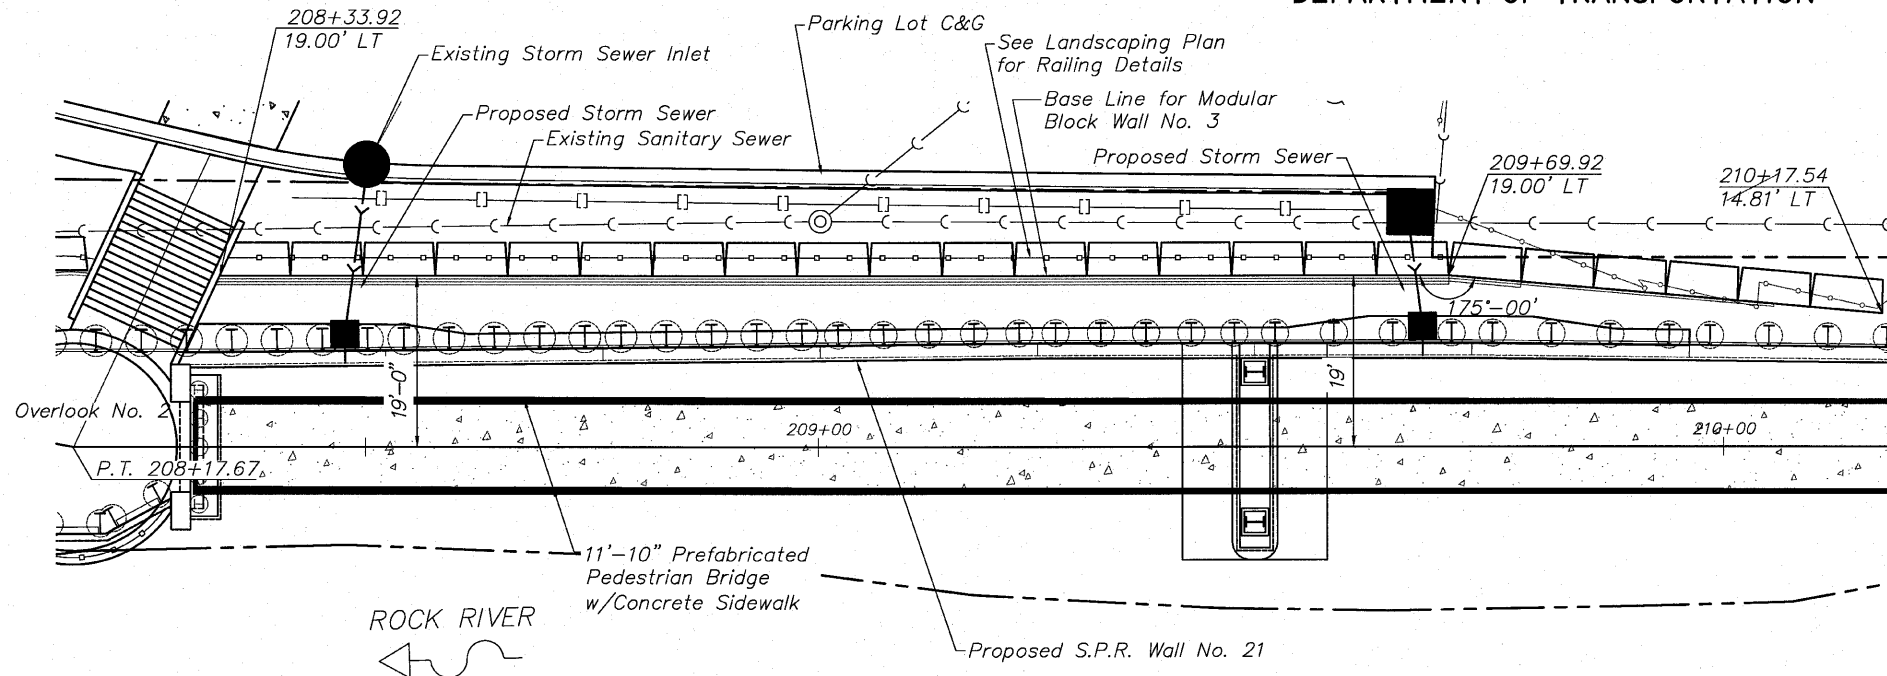 DEPARTMENT OF TRANSPORTATION
208+33.92
19.00' LT
Parking Lot C&G
Existing Storm Sewer Inlet
See Landscaping Plan
for Railing Details
Proposed Storm Sewer
Existing Sanitary Sewer
Base Line for Modular
Block Wall No. 3
Proposed Storm Sewer
209+69.92
19.00' LT
210+17.54
14.81' LT
175°-00'
19'-0"
19'
Overlook No. 2
209+00
210+00
P.T. 208+17.67
11'-10" Prefabricated
Pedestrian Bridge
w/Concrete Sidewalk
ROCK RIVER
Proposed S.P.R. Wall No. 21